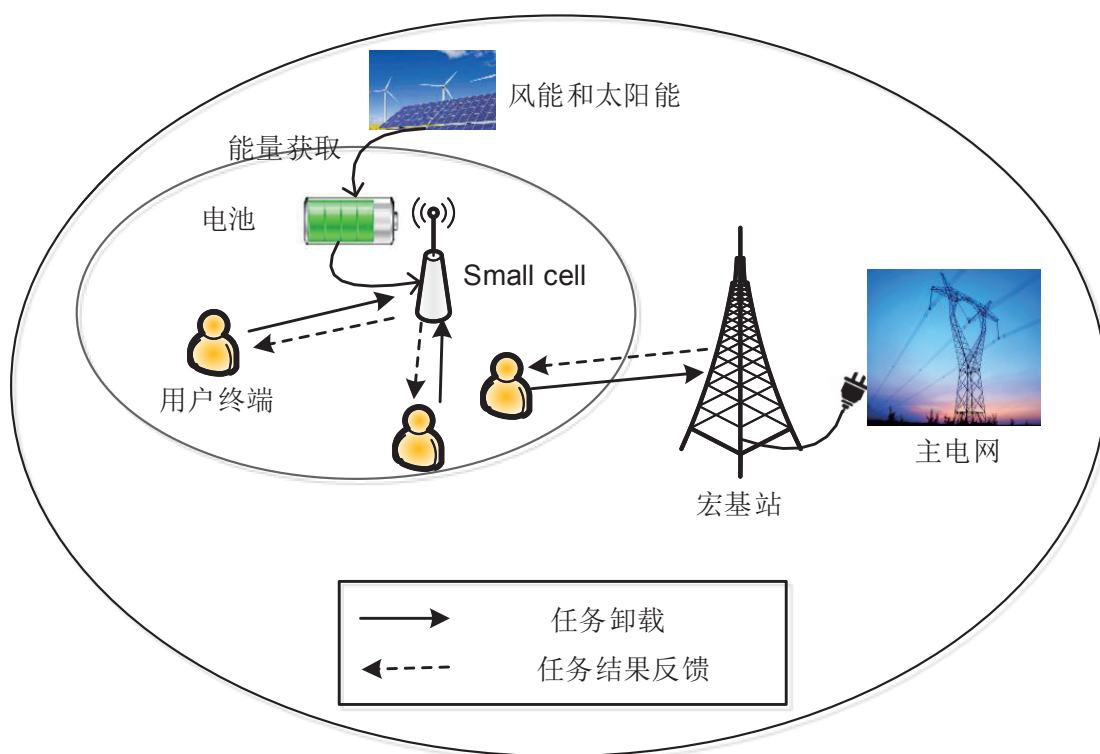 风能和太阳能
能量获取
电池
Small cell
用户终端
主电网
宏基站
任务卸载
任务结果反馈